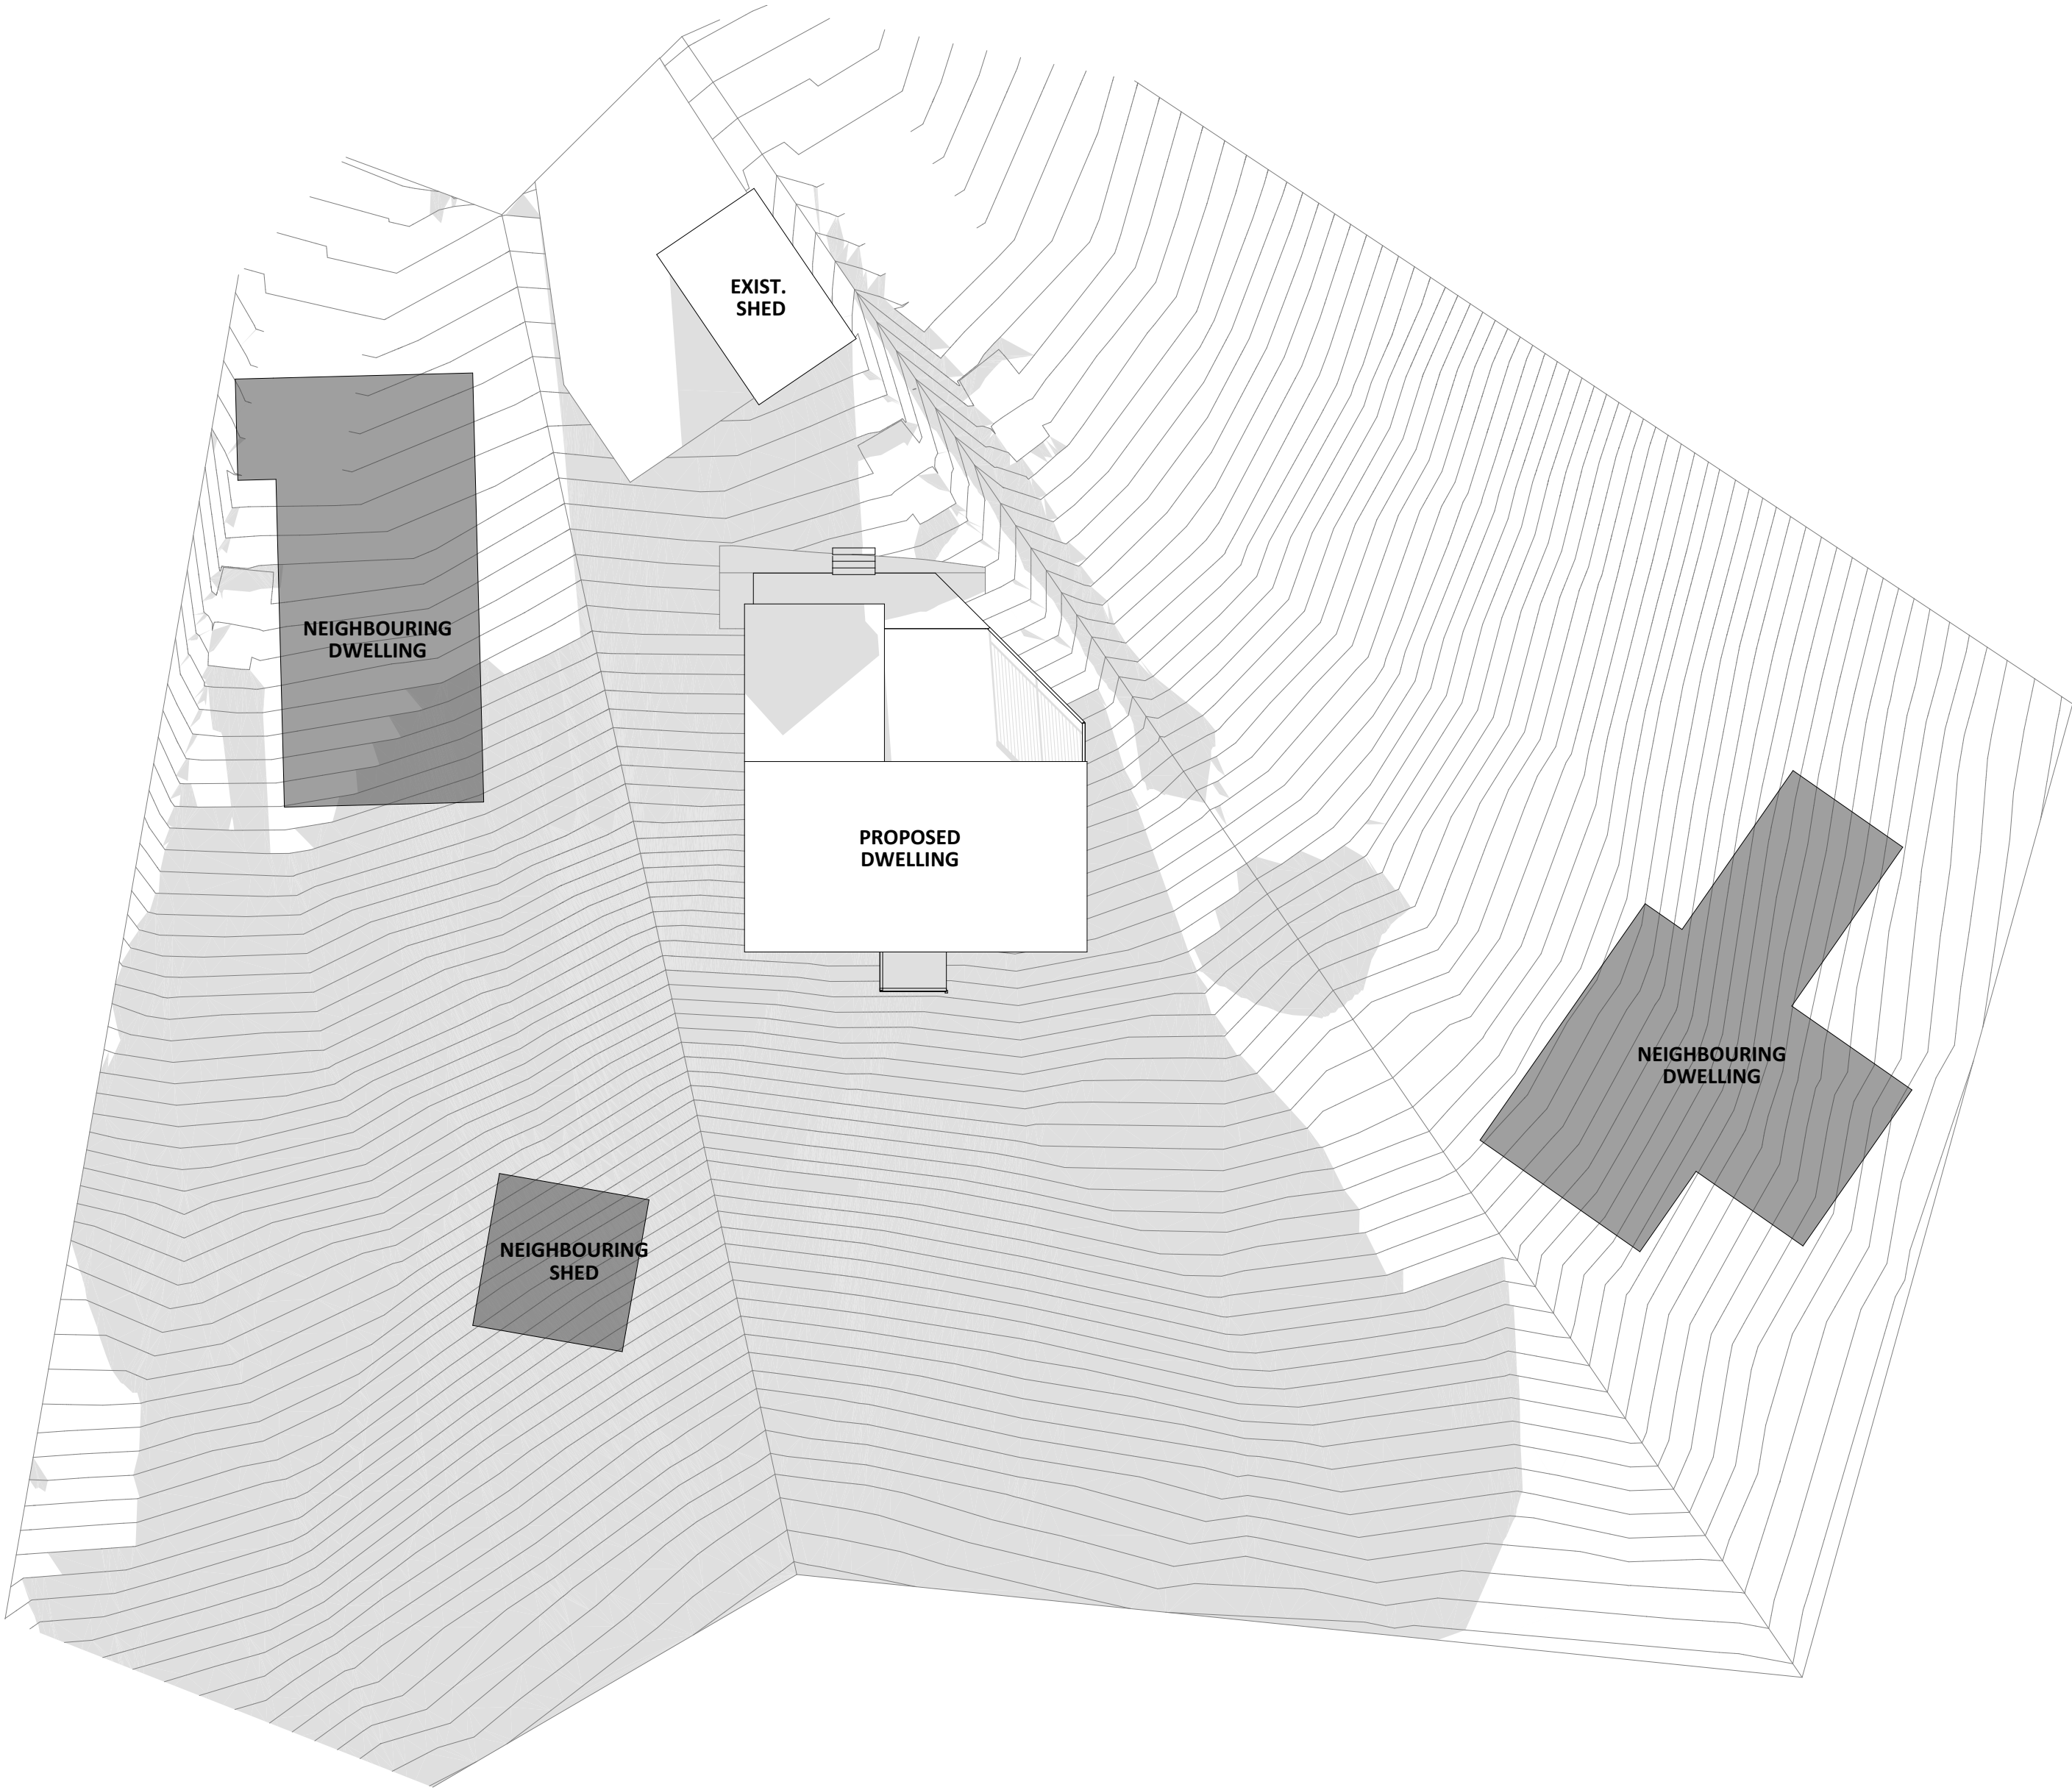 EXIST.
SHED
NEIGHBOURING
DWELLING
PROPOSED
DWELLING
NEIGHBOURING
DWELLING
NEIGHBOURING
SHED